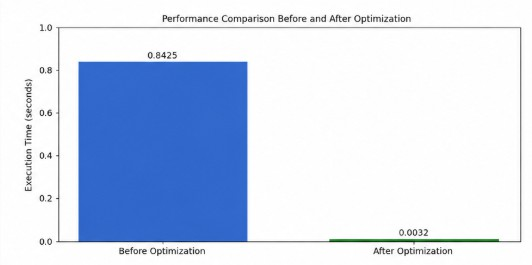 Performance Comparison Before and After Optimization
1.0
0.8425
0.8
0.6
Execution Time (seconds)
0.4
0.2
0.0032
0.0
Before Optimization
After Optimization